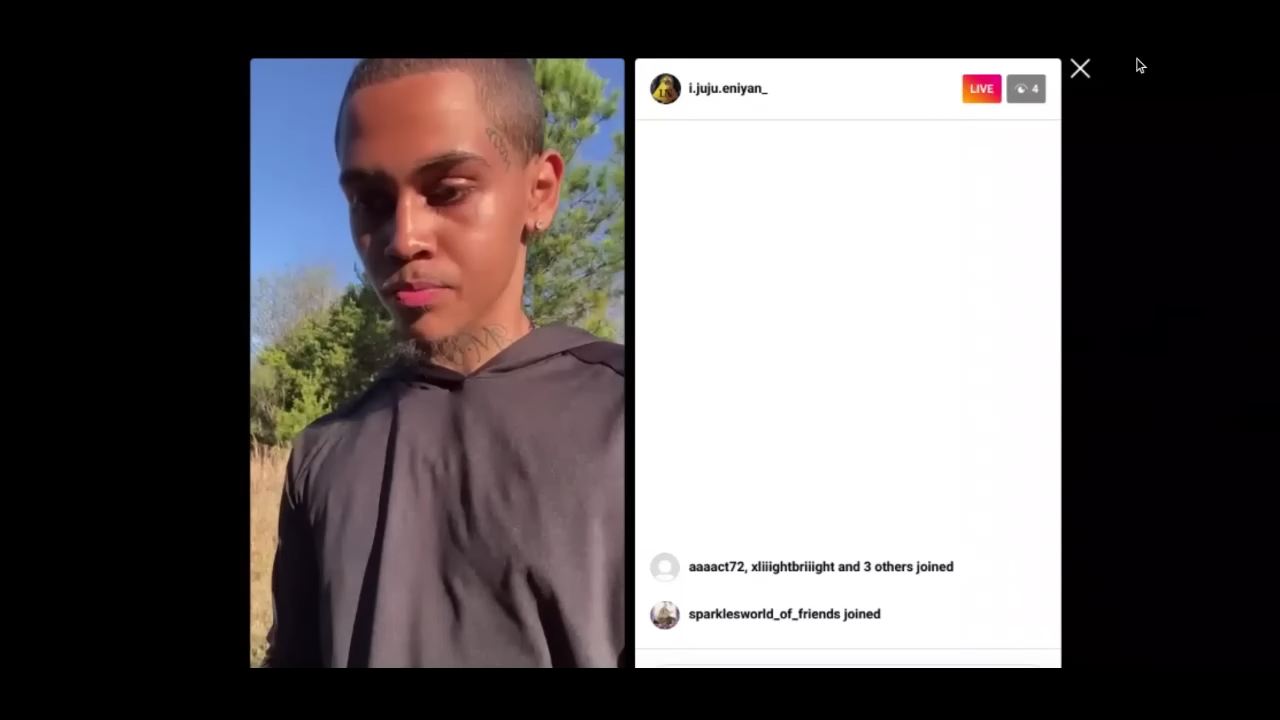 i.juju.eniyan_
LIVE
4
aaaact72, xliiightbriiight and 3 others joined
sparklesworld_of_friends joined